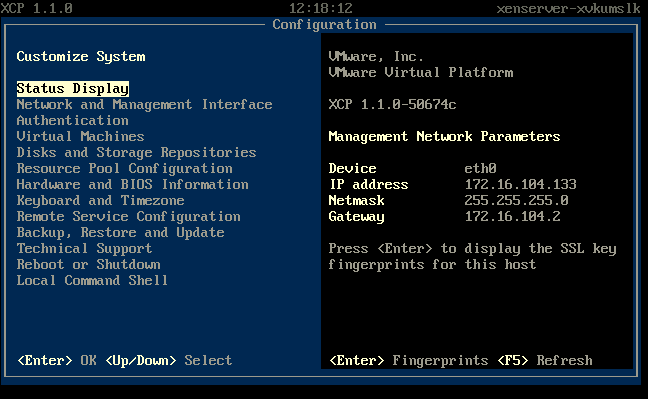 XCP 1.1.0 12:18:12 xenserver-xvkumslk
Configuration
Customize System
Status Display
Network and Management Interface
Authentication
Virtual Machines
Disks and Storage Repositories
Resource Pool Configuration
Hardware and BIOS Information
Keyboard and Timezone
Remote Service Configuration
Backup, Restore and Update
Technical Support
Reboot or Shutdown
Local Command Shell
<Enter> OK <Up/Down> Select
VMware, Inc.
VMware Virtual Platform
XCP 1.1.0-50674c
Management Network Parameters
Device eth0
IP address 172.16.104.133
Netmask 255.255.255.0
Gateway 172.16.104.2
Press <Enter> to display the SSL key
fingerprints for this host
<Enter> Fingerprints <F5> Refresh